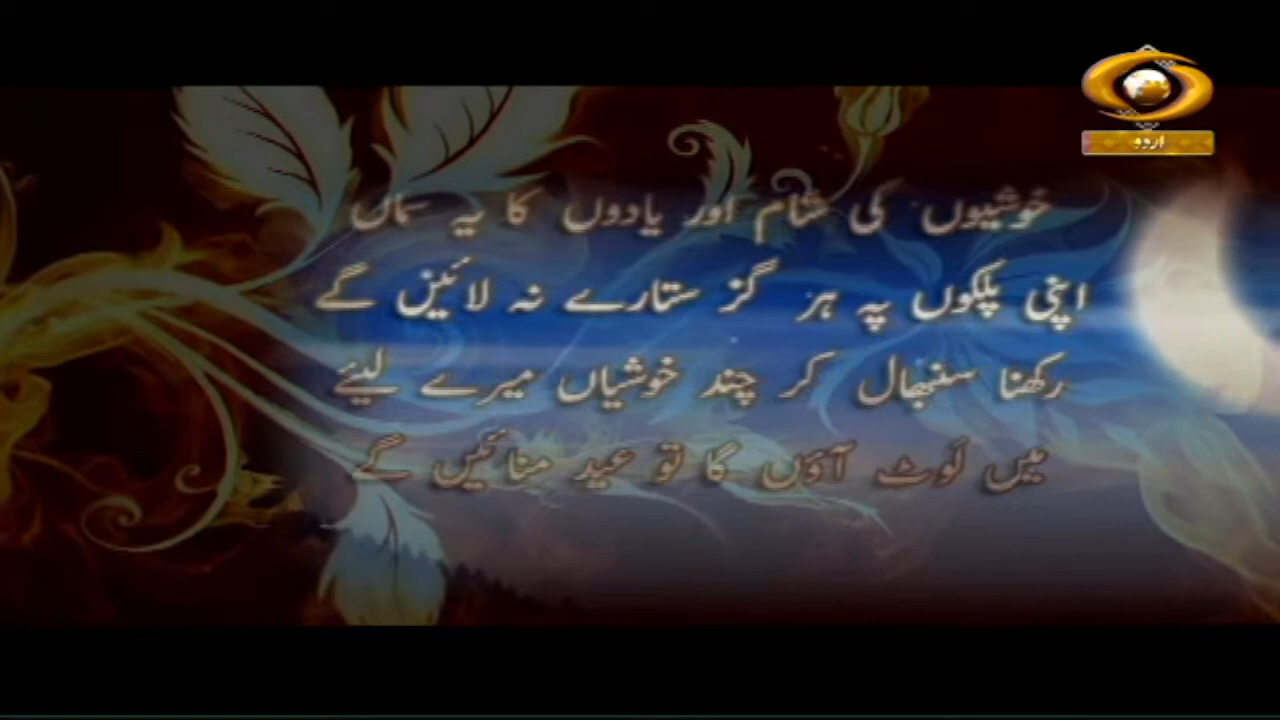 اردو
خوشیوں کی شام اور یادوں کا یہ سماں
اپنی پلکوں پہ ہر گز ستارے نہ لائیں گے
رکھنا سنبھال کر چند خوشیاں میرے لیئے
میں لَوٹ آؤں گا تو عید منائیں گے